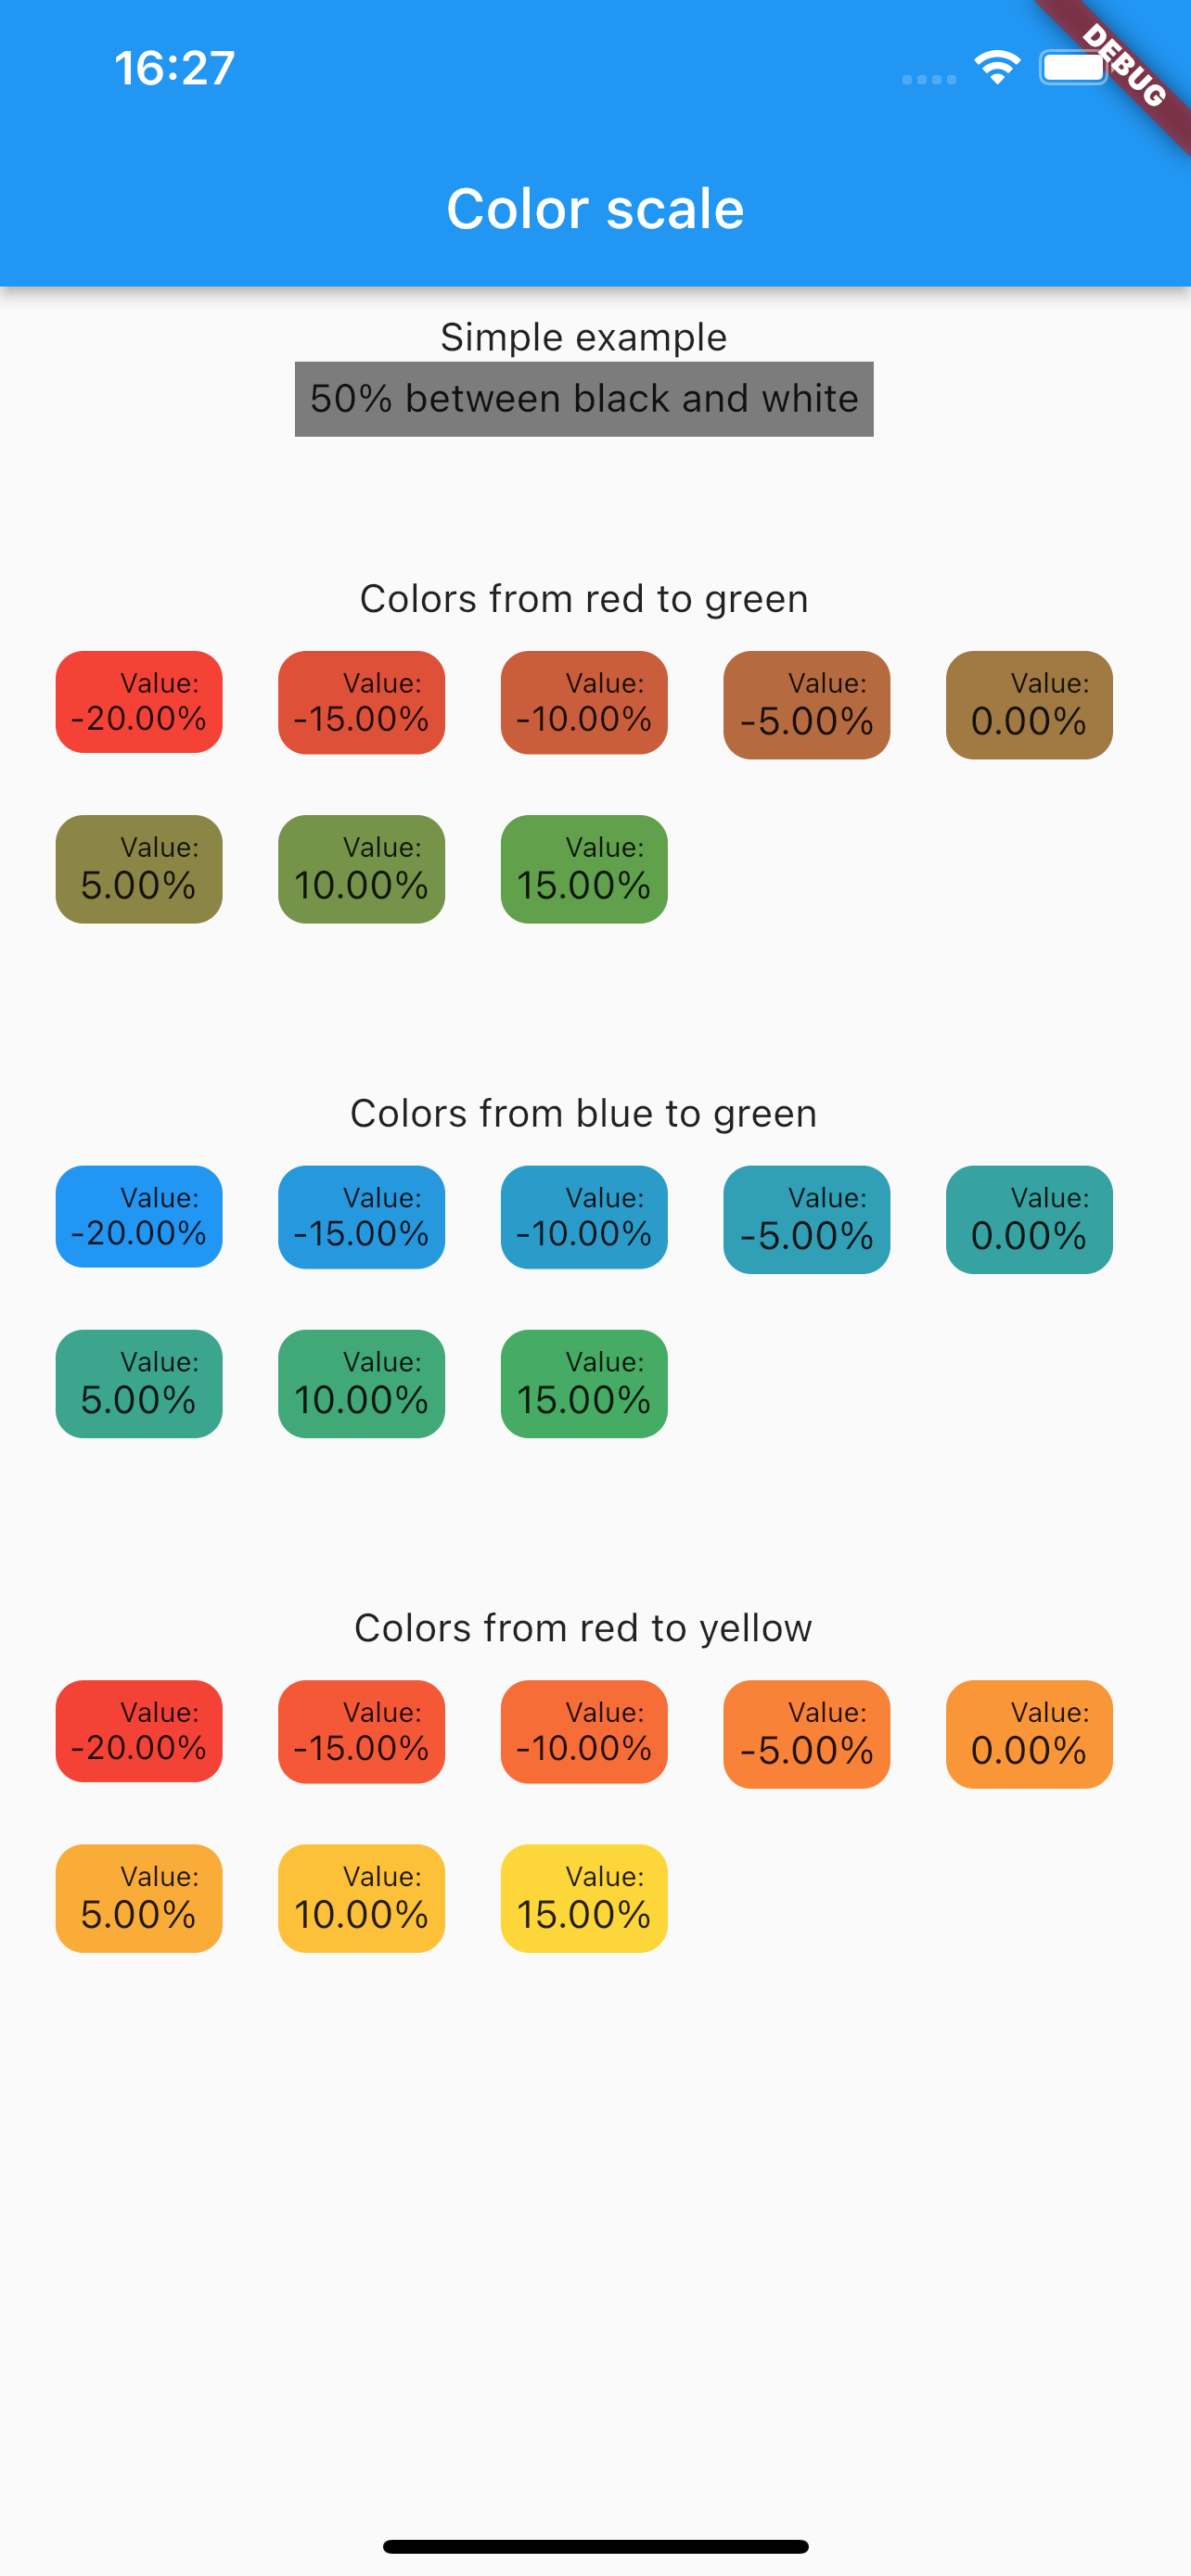 16:27
DEBUG
Color scale
Simple example
50% between black and white
Colors from red to green
Value: Value: Value: Value: Value:
-20.00% -15.00% -10.00% -5.00% 0.00%
Value: Value: Value:
5.00% 10.00% 15.00%
Colors from blue to green
Value: Value: Value: Value: Value:
-20.00% -15.00% -10.00% -5.00% 0.00%
Value: Value: Value:
5.00% 10.00% 15.00%
Colors from red to yellow
Value: Value: Value: Value: Value:
-20.00% -15.00% -10.00% -5.00% 0.00%
Value: Value: Value:
5.00% 10.00% 15.00%